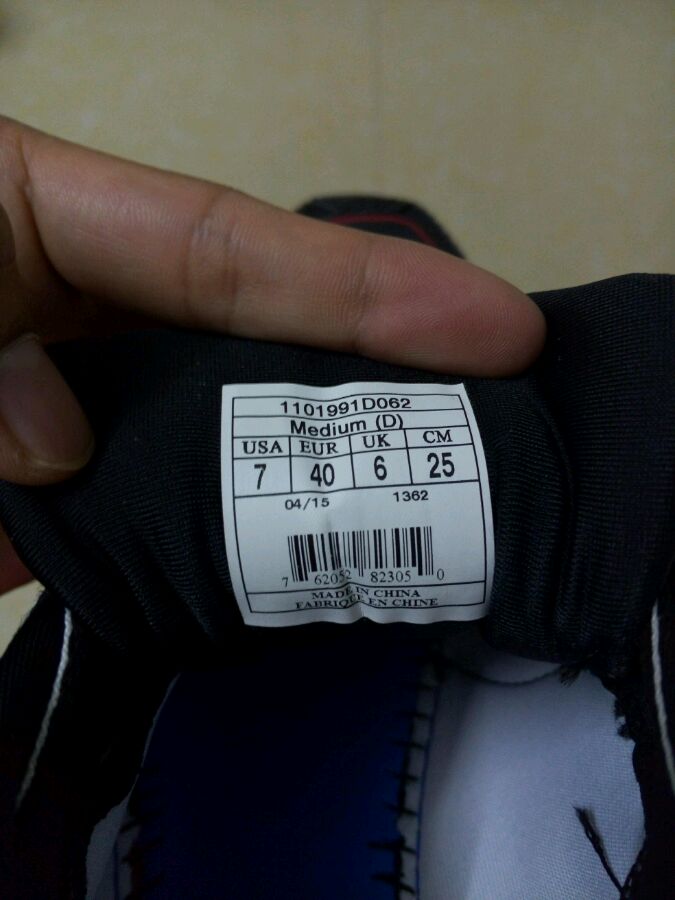 1101991D062
Medium (D)
USA EUR UK CM
7 40 6 25
04/15 1362
7 62052 82305 0
MADE IN CHINA
FABRIQUE EN CHINE